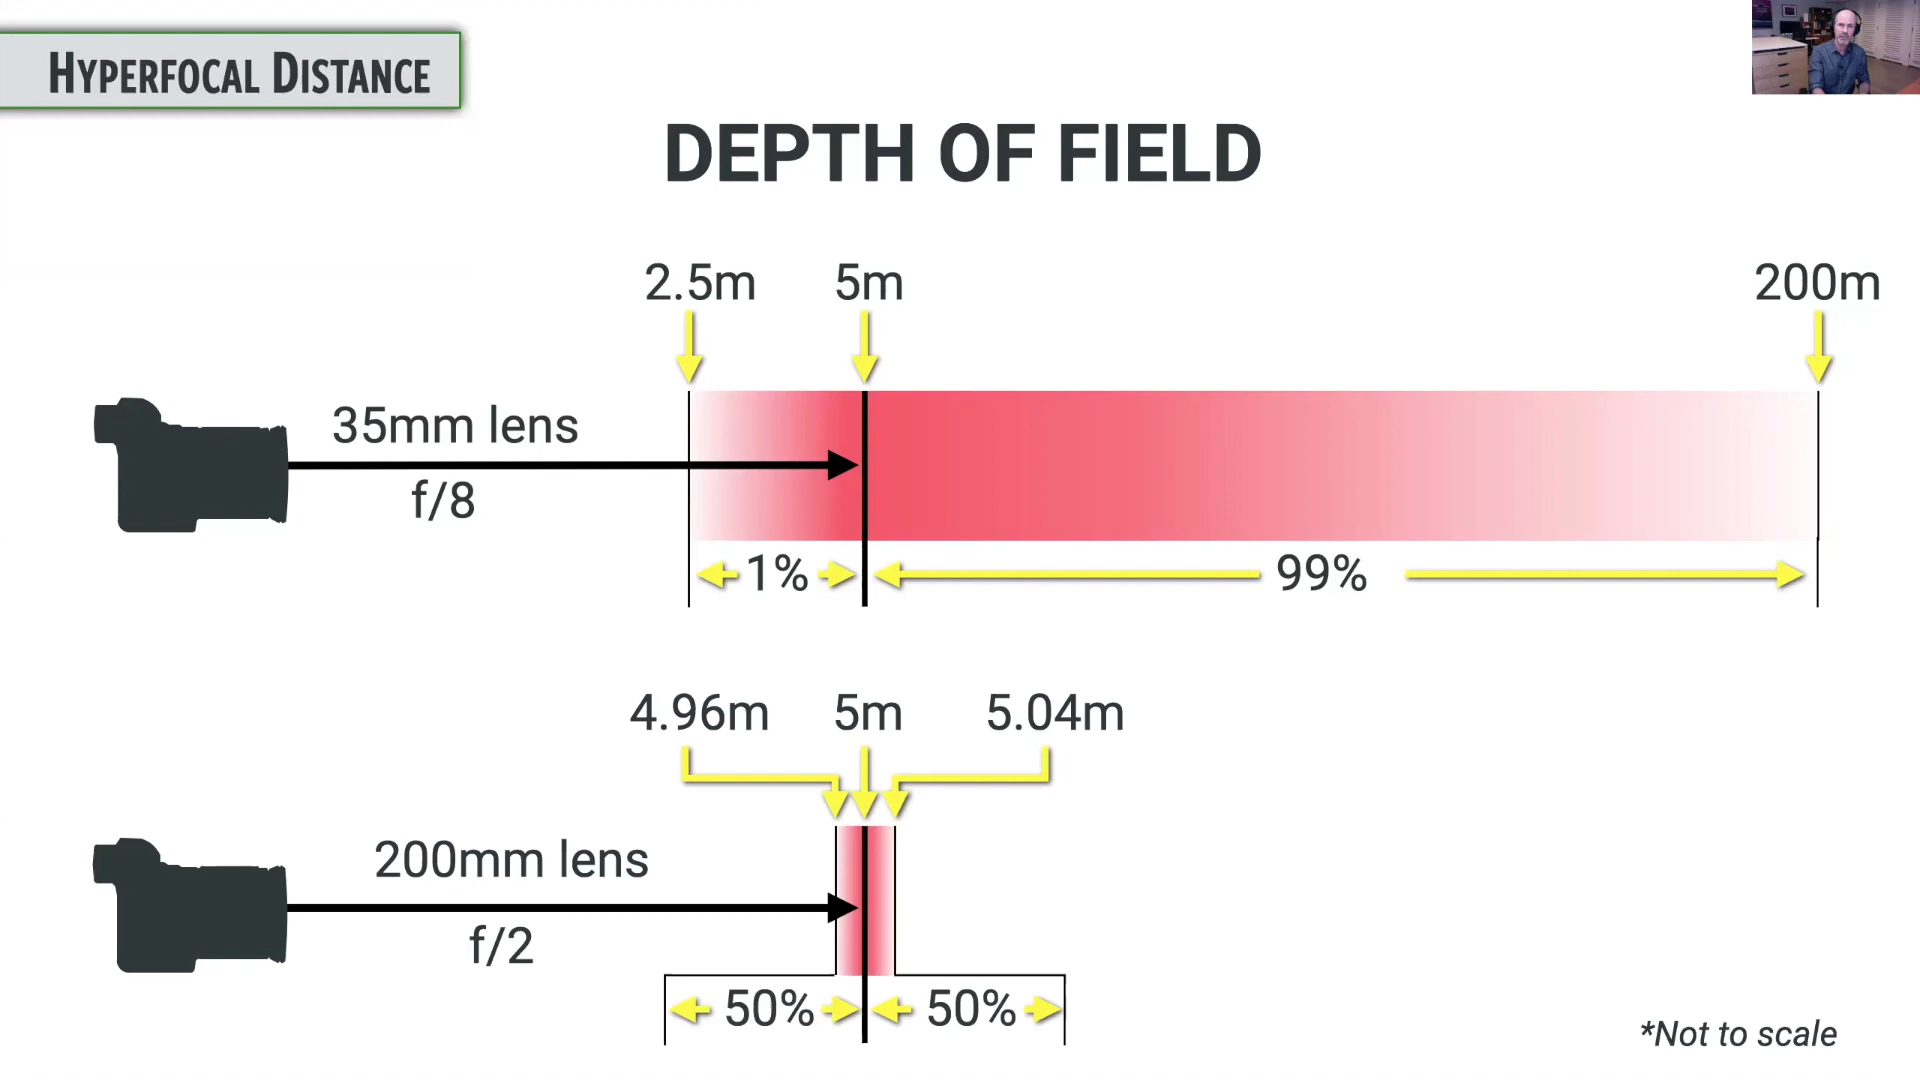 HYPERFOCAL DISTANCE
DEPTH OF FIELD
2.5m 5m 200m
35mm lens
f/8
1% 99%
4.96m 5m 5.04m
200mm lens
f/2
50% 50%
*Not to scale